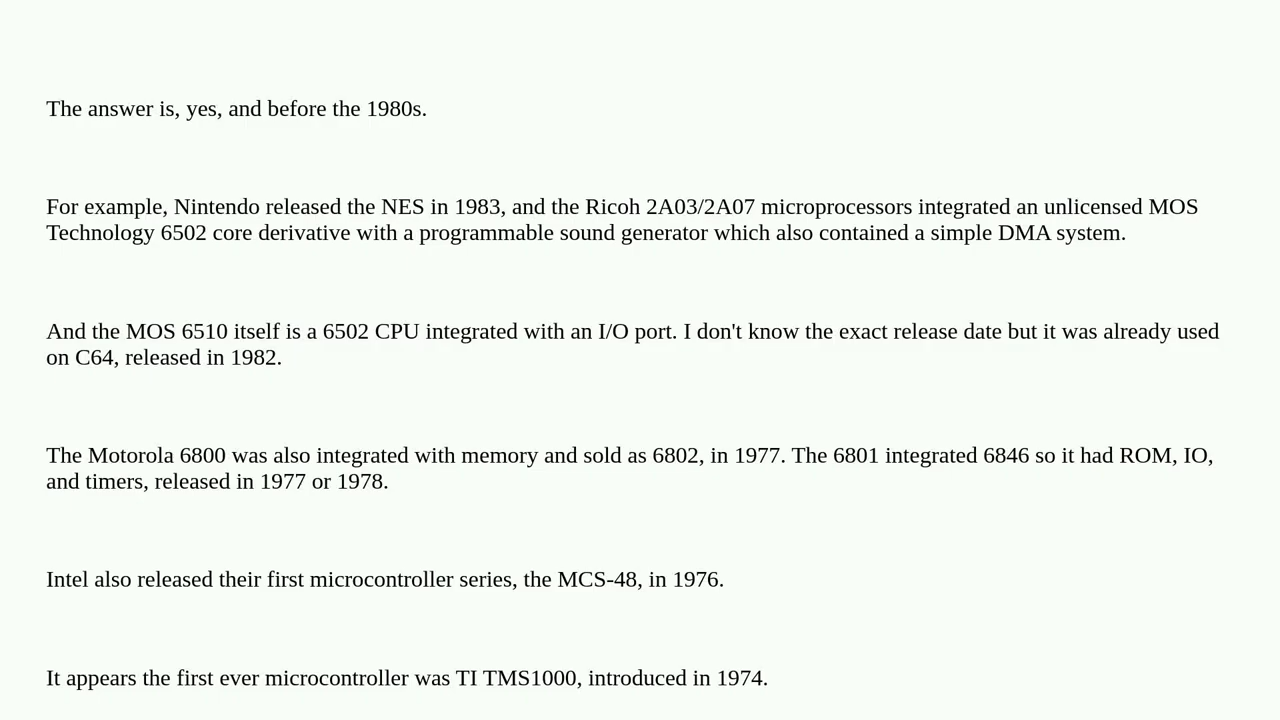 The answer is, yes, and before the 1980s.
For example, Nintendo released the NES in 1983, and the Ricoh 2A03/2A07 microprocessors integrated an unlicensed MOS
Technology 6502 core derivative with a programmable sound generator which also contained a simple DMA system.
And the MOS 6510 itself is a 6502 CPU integrated with an I/O port. I don't know the exact release date but it was already used
on C64, released in 1982.
The Motorola 6800 was also integrated with memory and sold as 6802, in 1977. The 6801 integrated 6846 so it had ROM, IO,
and timers, released in 1977 or 1978.
Intel also released their first microcontroller series, the MCS-48, in 1976.
It appears the first ever microcontroller was TI TMS1000, introduced in 1974.